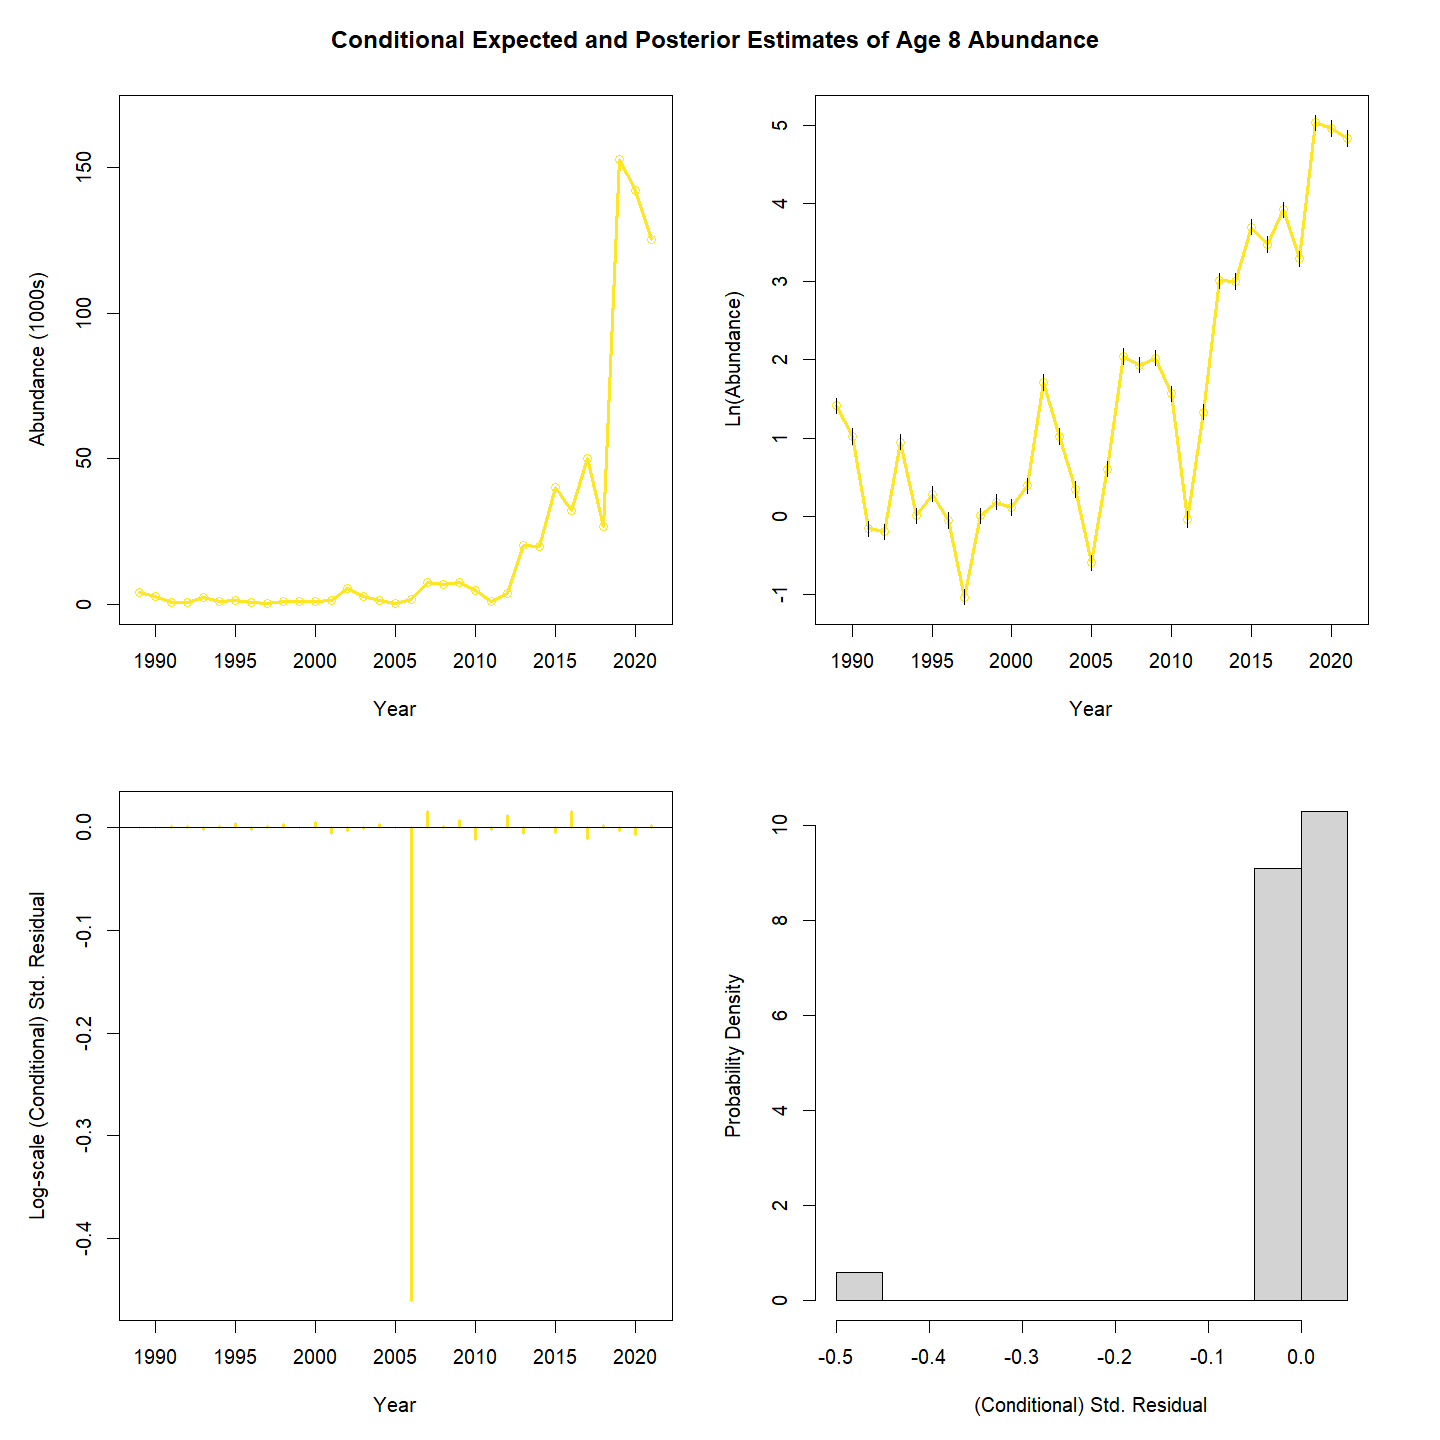 Conditional Expected and Posterior Estimates of Age 8 Abundance
Abundance (1000s)
150
100
50
0
1990 1995 2000 2005 2010 2015 2020
Year
Ln(Abundance)
5
4
3
2
1
0
-1
1990 1995 2000 2005 2010 2015 2020
Year
Log-scale (Conditional) Std. Residual
0.0
-0.1
-0.2
-0.3
-0.4
1990 1995 2000 2005 2010 2015 2020
Year
Probability Density
10
8
6
4
2
0
-0.5 -0.4 -0.3 -0.2 -0.1 0.0
(Conditional) Std. Residual